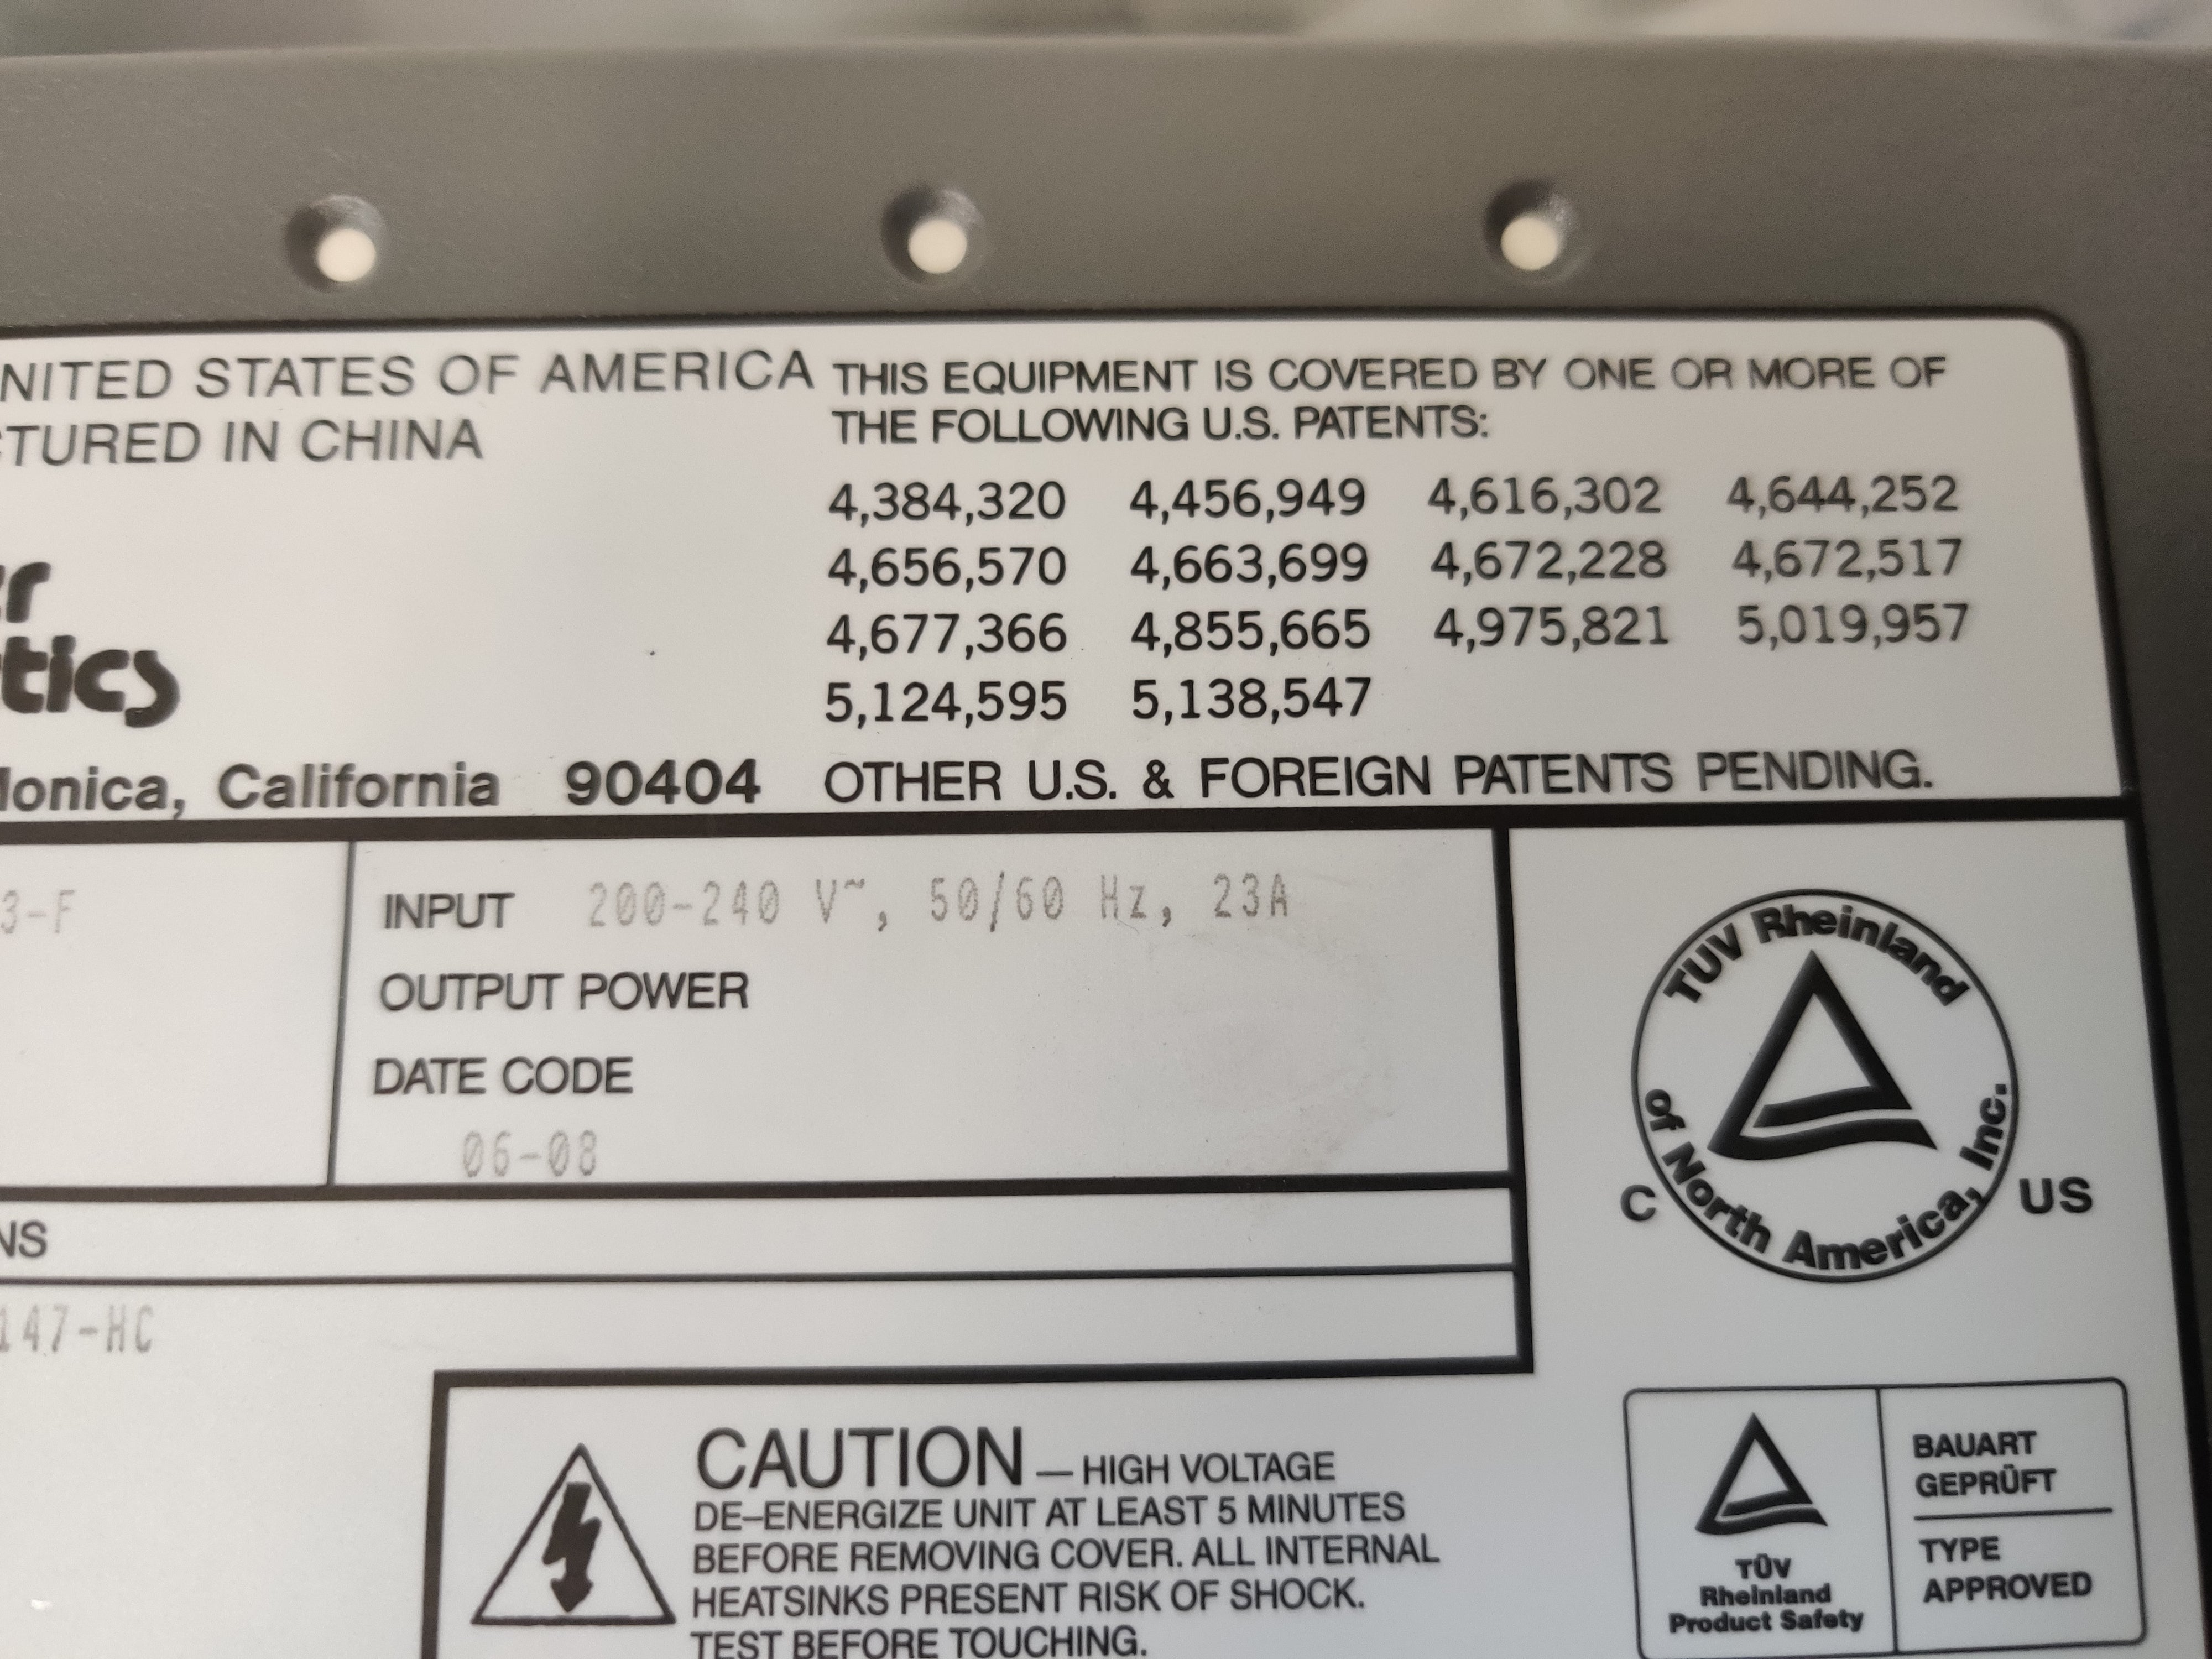 NITED STATES OF AMERICA
CTURED IN CHINA
er
tics
Monica, California 90404
THIS EQUIPMENT IS COVERED BY ONE OR MORE OF
THE FOLLOWING U.S. PATENTS:
4,384,320 4,456,949 4,616,302 4,644,252
4,656,570 4,663,699 4,672,228 4,672,517
4,677,366 4,855,665 4,975,821 5,019,957
5,124,595 5,138,547
OTHER U.S. & FOREIGN PATENTS PENDING.
3-F
INPUT 200-240 V~, 50/60 Hz, 23A
OUTPUT POWER
DATE CODE
06-08
NS
147-HC
TUV Rheinland
of North America, Inc.
C US
CAUTION — HIGH VOLTAGE
DE–ENERGIZE UNIT AT LEAST 5 MINUTES
BEFORE REMOVING COVER. ALL INTERNAL
HEATSINKS PRESENT RISK OF SHOCK.
TEST BEFORE TOUCHING.
TÜV
Rheinland
Product Safety
BAUART
GEPRÜFT
TYPE
APPROVED